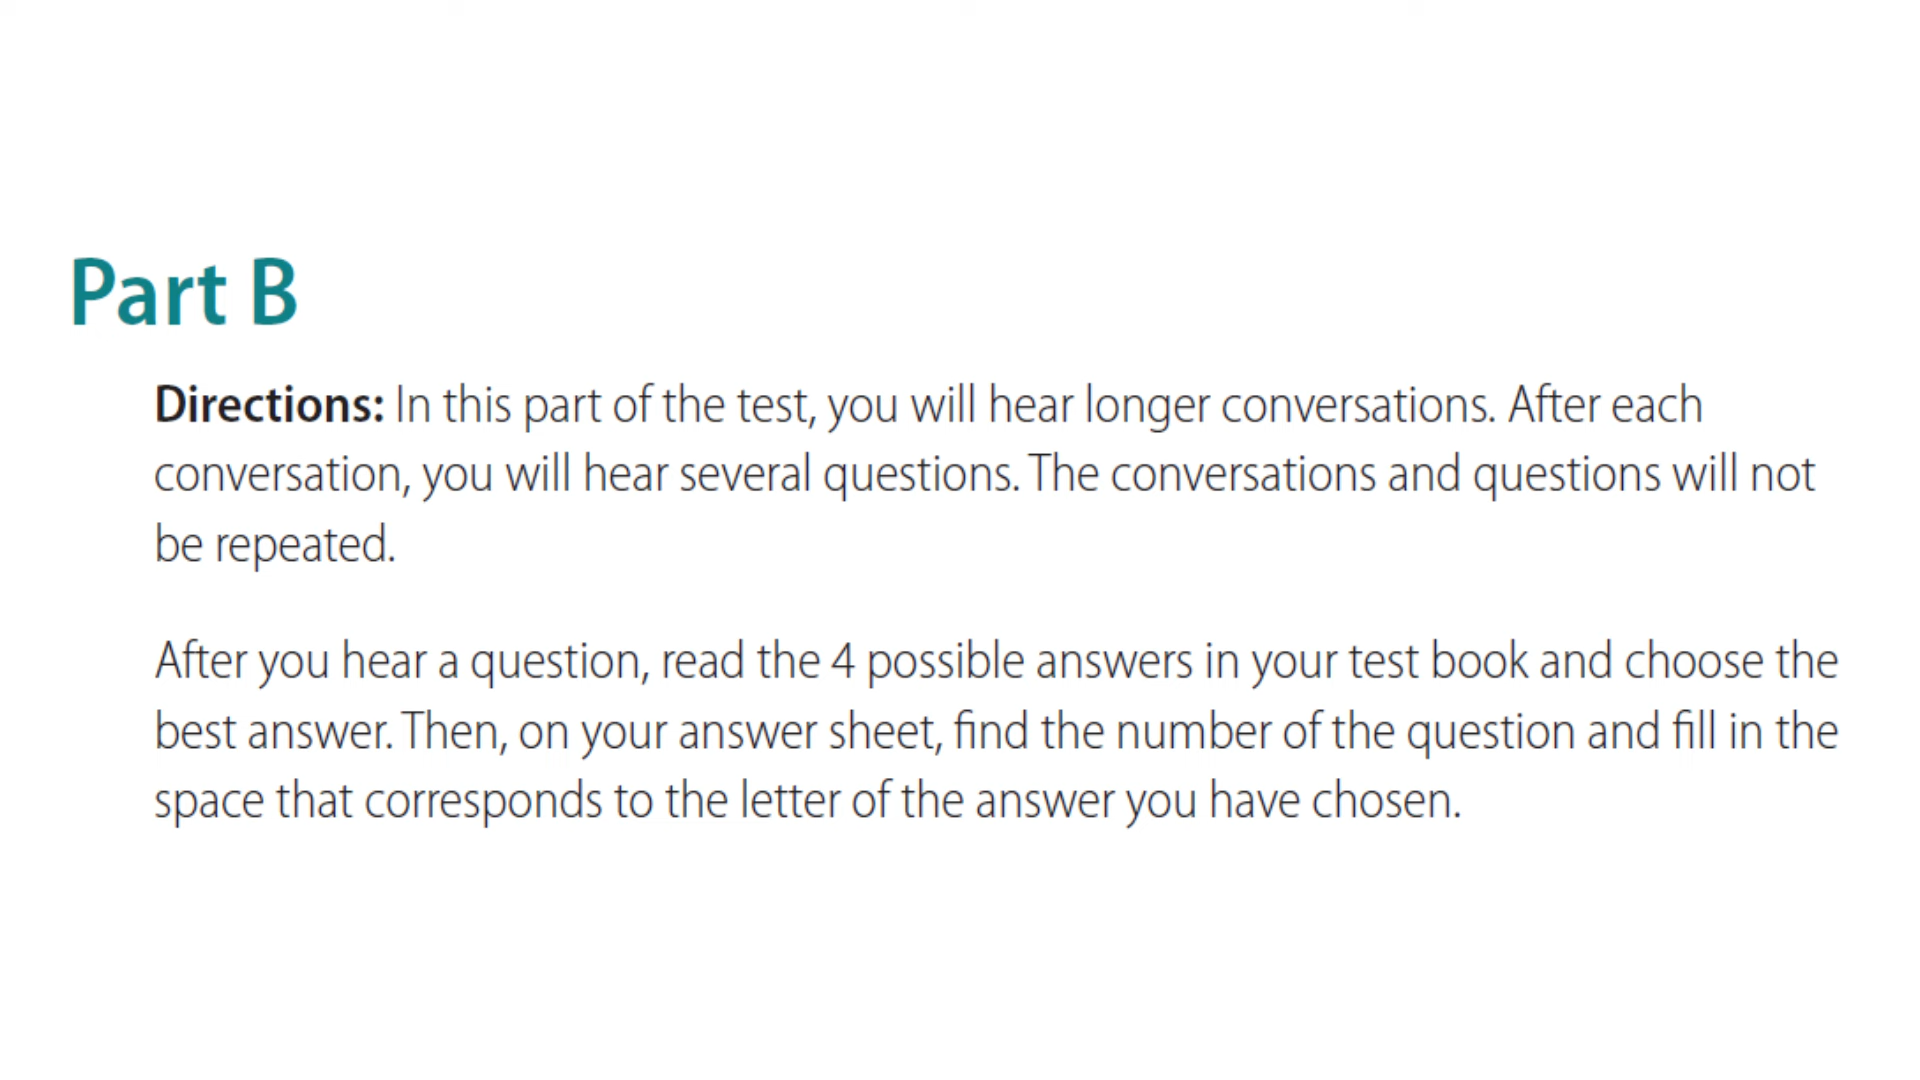 Part B
Directions: In this part of the test, you will hear longer conversations. After each
conversation, you will hear several questions. The conversations and questions will not
be repeated.
After you hear a question, read the 4 possible answers in your test book and choose the
best answer. Then, on your answer sheet, find the number of the question and fill in the
space that corresponds to the letter of the answer you have chosen.